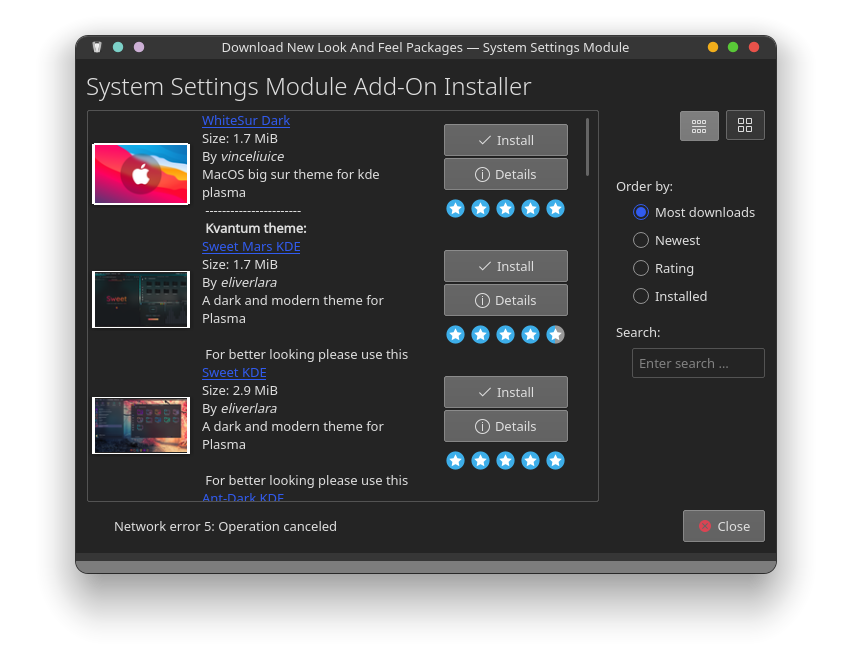 Download New Look And Feel Packages — System Settings Module
System Settings Module Add-On Installer
WhiteSur Dark
Size: 1.7 MiB
By vinceliuice
MacOS big sur theme for kde
plasma
-----------------------
Kvantum theme:
Install
Details
Sweet Mars KDE
Size: 1.7 MiB
By eliverlara
A dark and modern theme for
Plasma
For better looking please use this
Install
Details
Sweet
Sweet KDE
Size: 2.9 MiB
By eliverlara
A dark and modern theme for
Plasma
For better looking please use this
Install
Details
Ant-Dark KDE
Order by:
Most downloads
Newest
Rating
Installed
Search:
Enter search ...
Network error 5: Operation canceled
Close